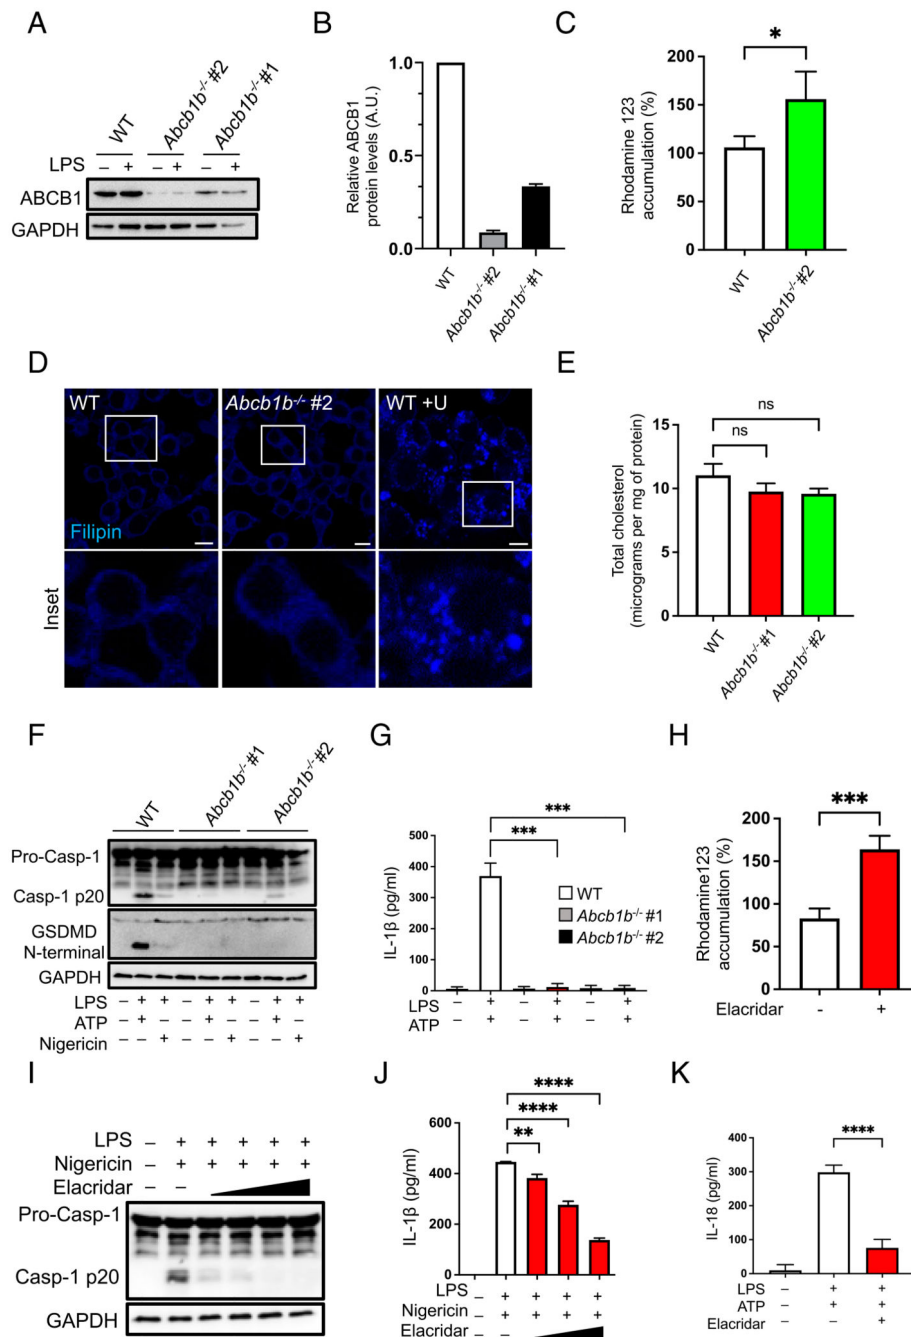 A
WT
Abcb1b-/- #2
Abcb1b-/- #1
LPS – + – + – +
ABCB1
GAPDH
B
Relative ABCB1
protein levels (A.U.)
1.0
0.5
0.0
WT
Abcb1b-/- #2
Abcb1b-/- #1
C
Rhodamine 123
accumulation (%)
200
150
100
50
0
*
WT
Abcb1b-/- #2
D
WT
Abcb1b-/- #2
WT +U
Filipin
Inset
E
Total cholesterol
(micrograms per mg of protein)
15
10
5
0
ns
ns
WT
Abcb1b-/- #1
Abcb1b-/- #2
F
WT
Abcb1b-/- #1
Abcb1b-/- #2
Pro-Casp-1
Casp-1 p20
GSDMD
N-terminal
GAPDH
LPS – + + – + + – + +
ATP – + – – + – – + –
Nigericin – – + – – + – – +
G
IL-1β (pg/ml)
500
400
300
200
100
0
***
***
WT
Abcb1b-/- #1
Abcb1b-/- #2
LPS – + – + – +
ATP – + – + – +
H
Rhodamine123
accumulation (%)
200
150
100
50
0
***
Elacridar - +
I
LPS – + + + + +
Nigericin – + + + + +
Elacridar – –
Pro-Casp-1
Casp-1 p20
GAPDH
J
IL-1β (pg/ml)
600
400
200
0
****
****
**
LPS – + + + +
Nigericin – + + + +
Elacridar – –
K
IL-18 (pg/ml)
400
300
200
100
0
****
LPS – + +
ATP – + +
Elacridar – – +